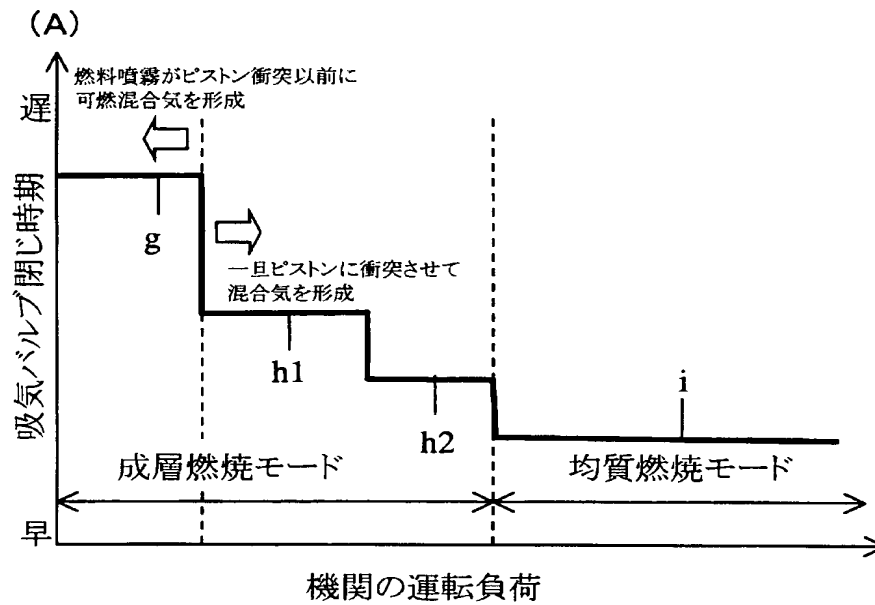 (A)
燃料噴霧がピストン衝突以前に
可燃混合気を形成
遅
吸気バルブ閉じ時期
g
一旦ピストンに衝突させて
混合気を形成
h1
h2
i
成層燃焼モード
均質燃焼モード
早
機関の運転負荷